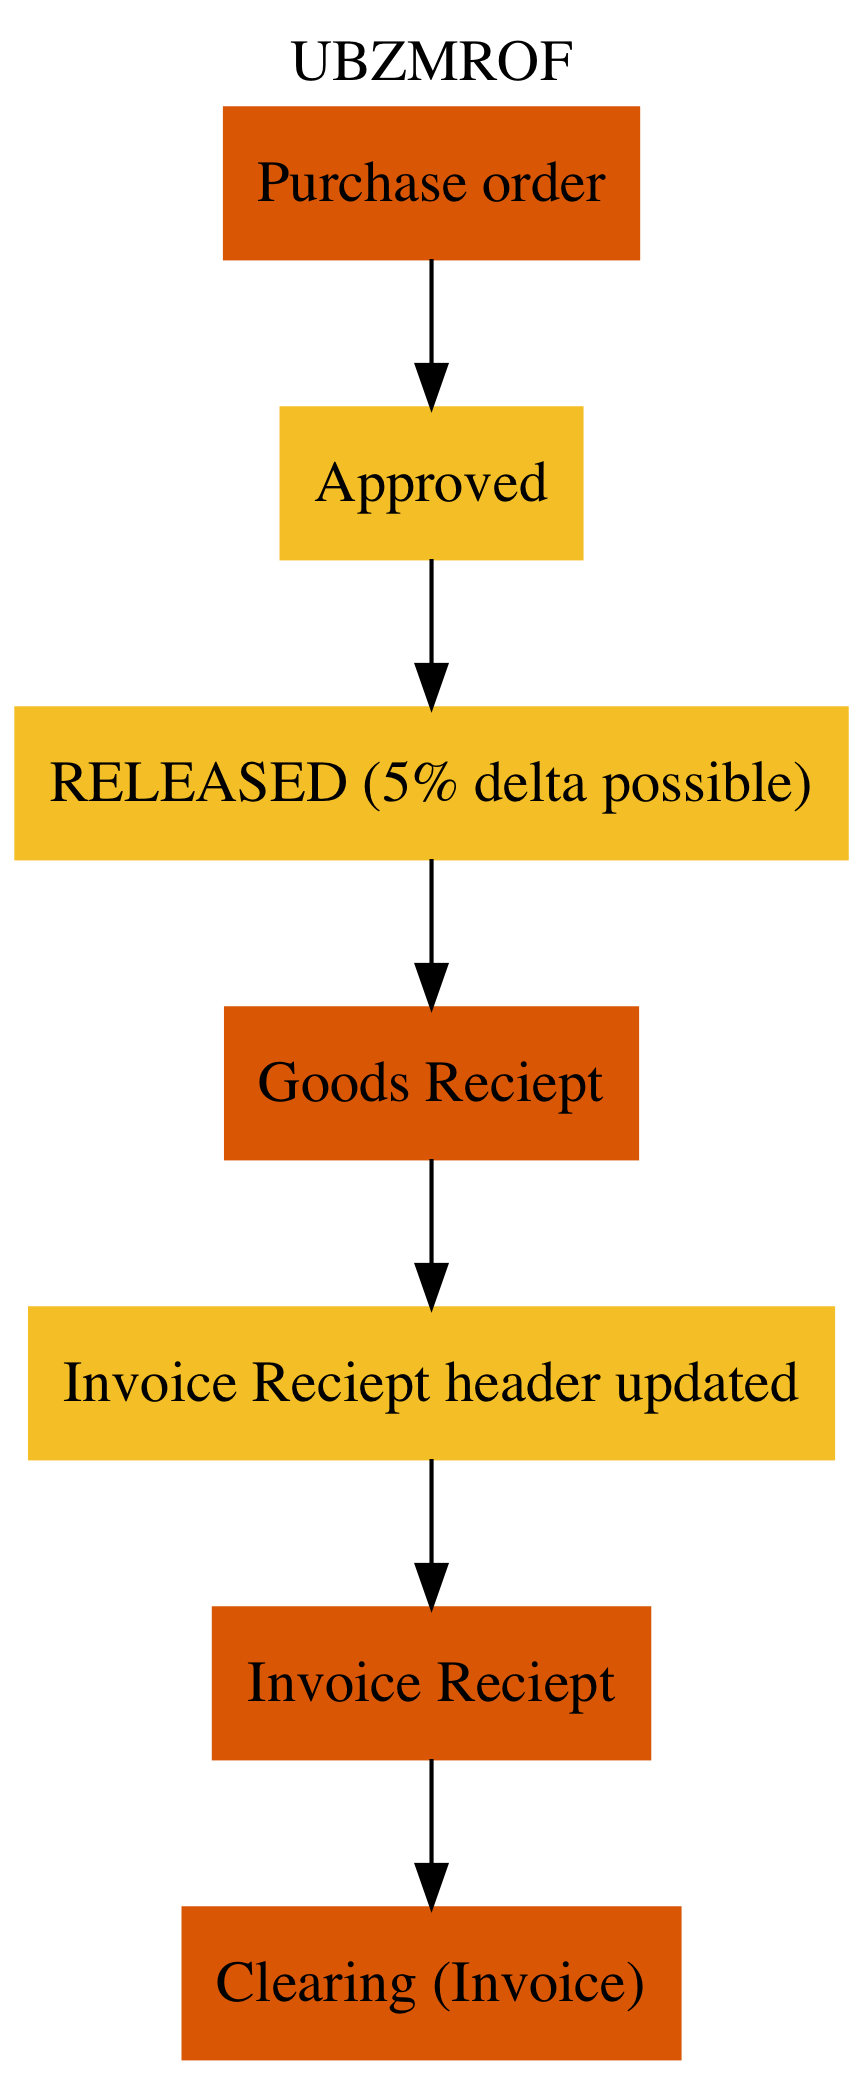 UBZMROF
Purchase order
Approved
RELEASED (5% delta possible)
Goods Reciept
Invoice Reciept header updated
Invoice Reciept
Clearing (Invoice)